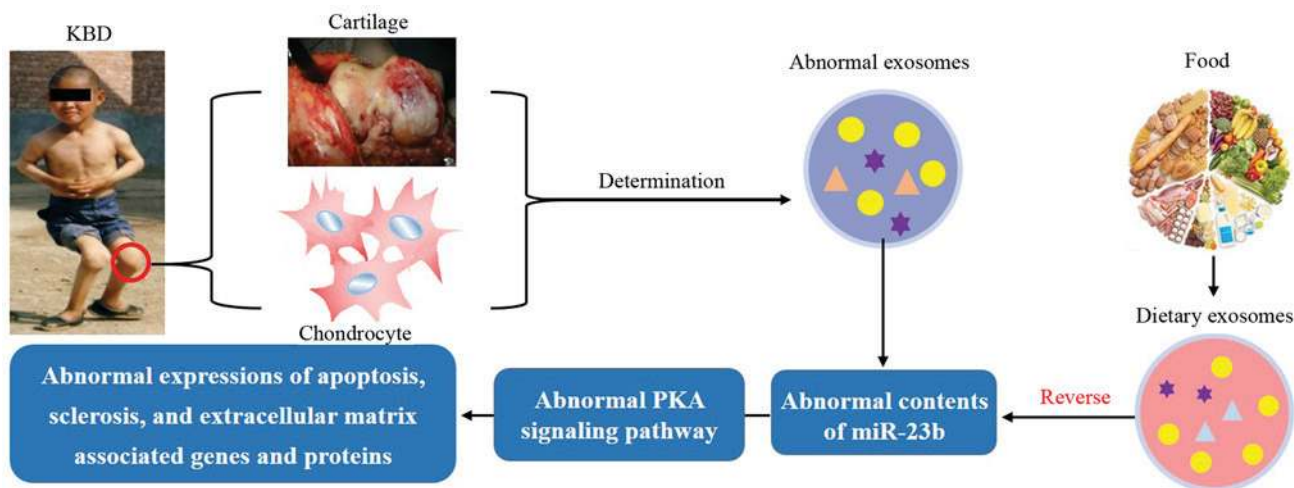 KBD
Cartilage
Chondrocyte
Determination
Abnormal exosomes
Food
Dietary exosomes
Reverse
Abnormal contents
of miR-23b
Abnormal PKA
signaling pathway
Abnormal expressions of apoptosis,
sclerosis, and extracellular matrix
associated genes and proteins